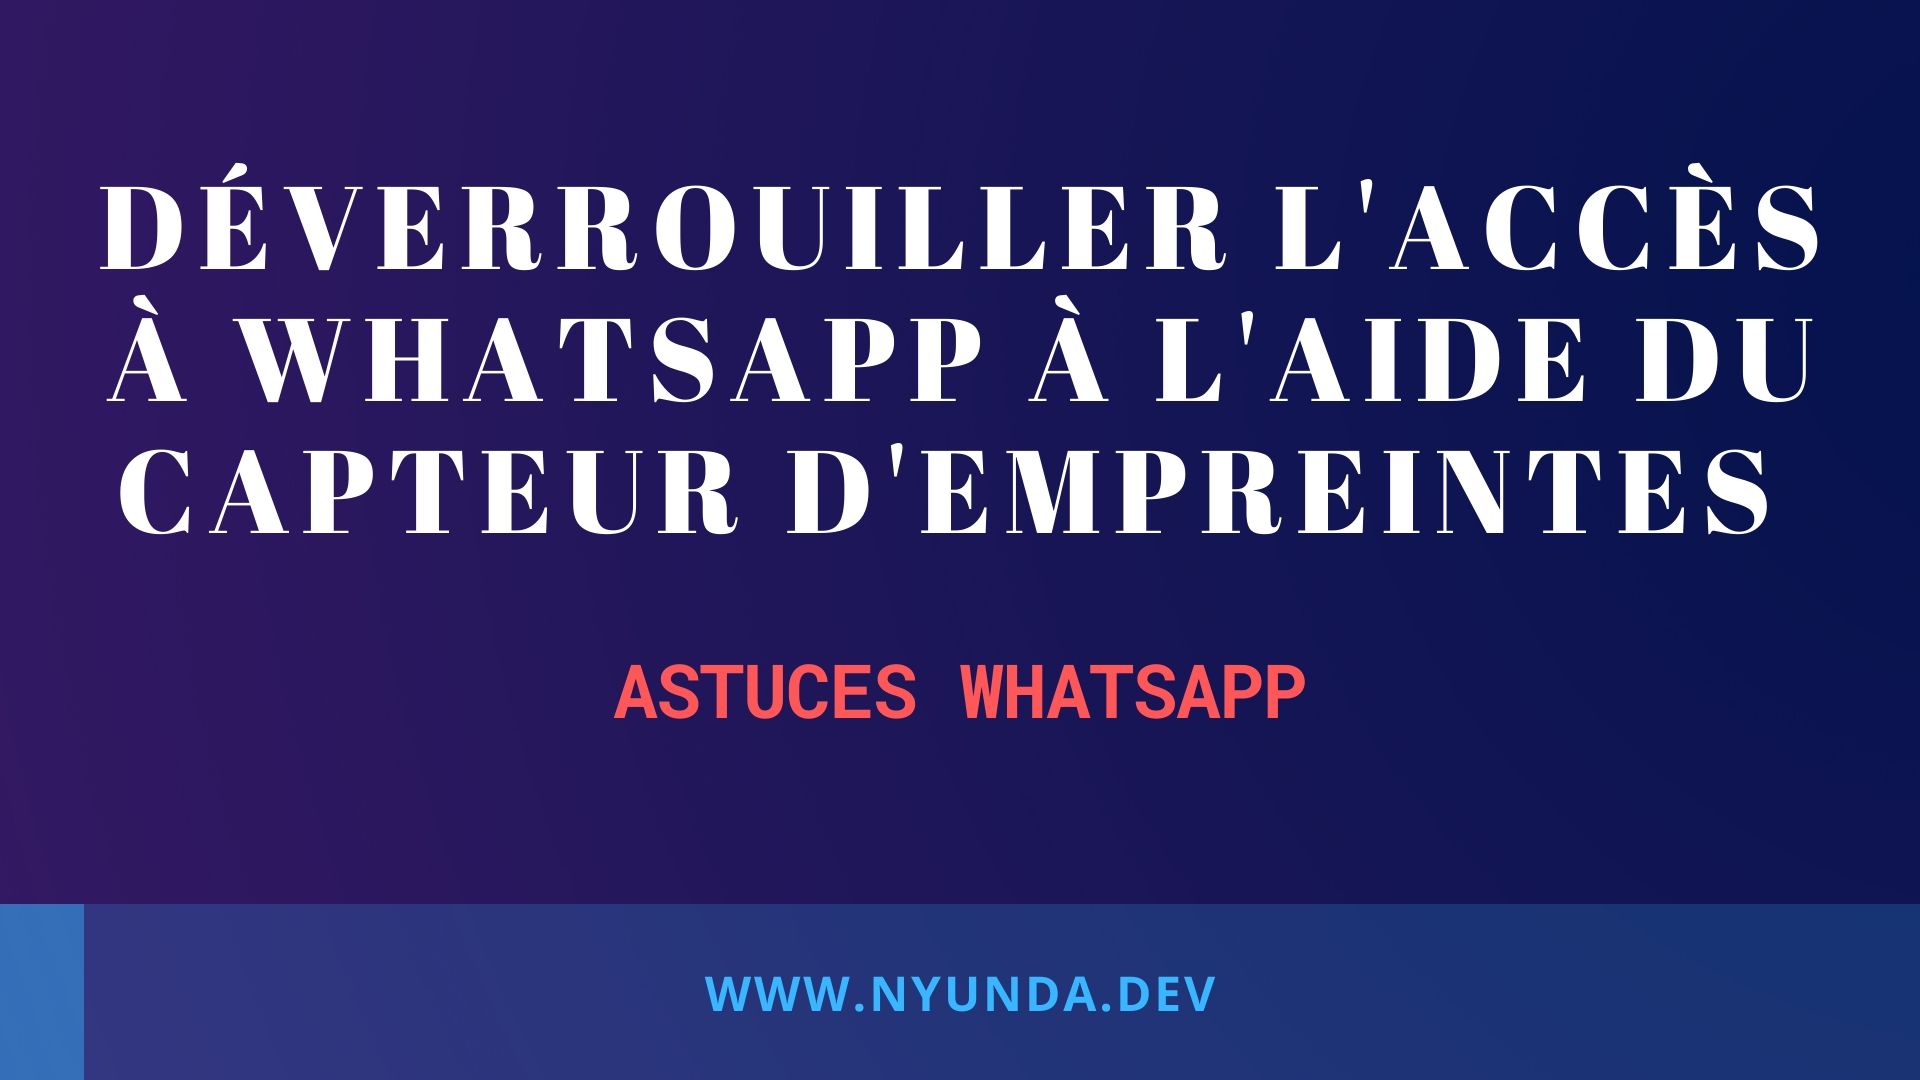 DÉVERROUILLER L'ACCÈS
À WHATSAPP À L'AIDE DU
CAPTEUR D'EMPREINTES
ASTUCES WHATSAPP
WWW.NYUNDA.DEV